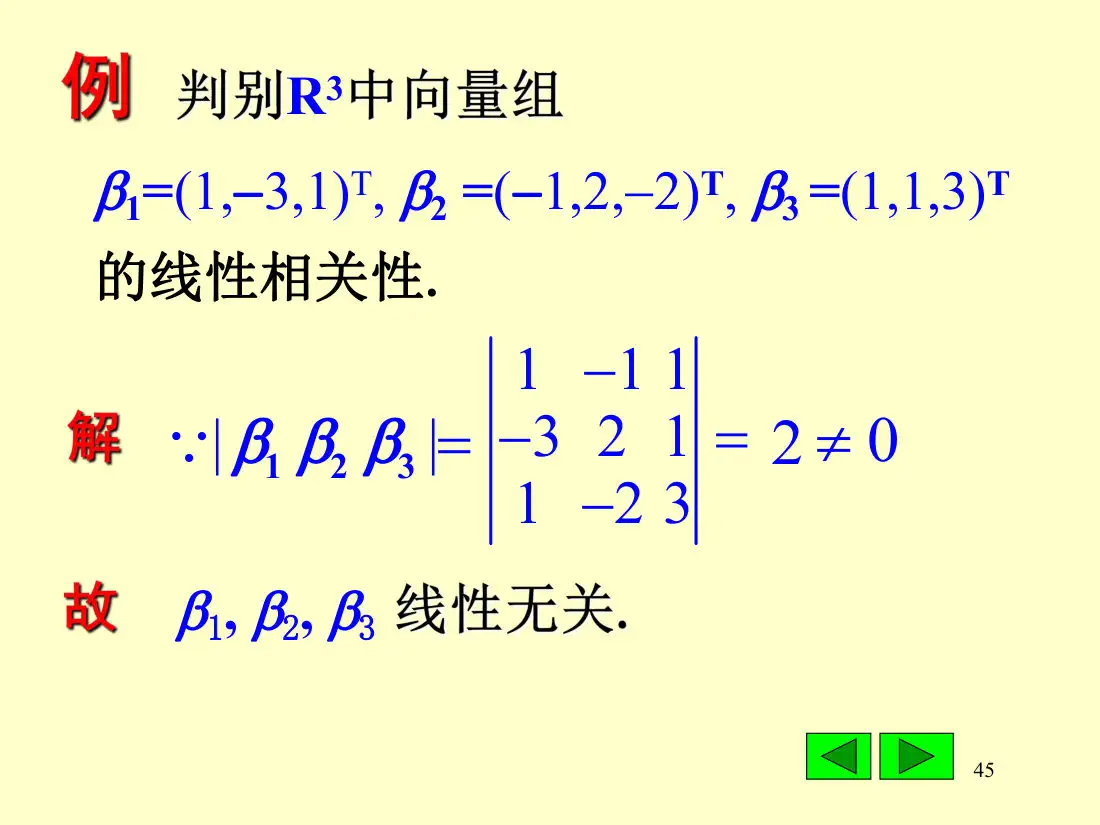 例 判别R³中向量组
β₁=(1,−3,1)ᵀ, β₂ =(−1,2,–2)ᵀ, β₃ =(1,1,3)ᵀ
的线性相关性.
解 ∵| β₁ β₂ β₃ |= | 1 −1 1 | = 2 ≠ 0
| −3 2 1 |
| 1 −2 3 |
故 β₁, β₂, β₃ 线性无关.
45